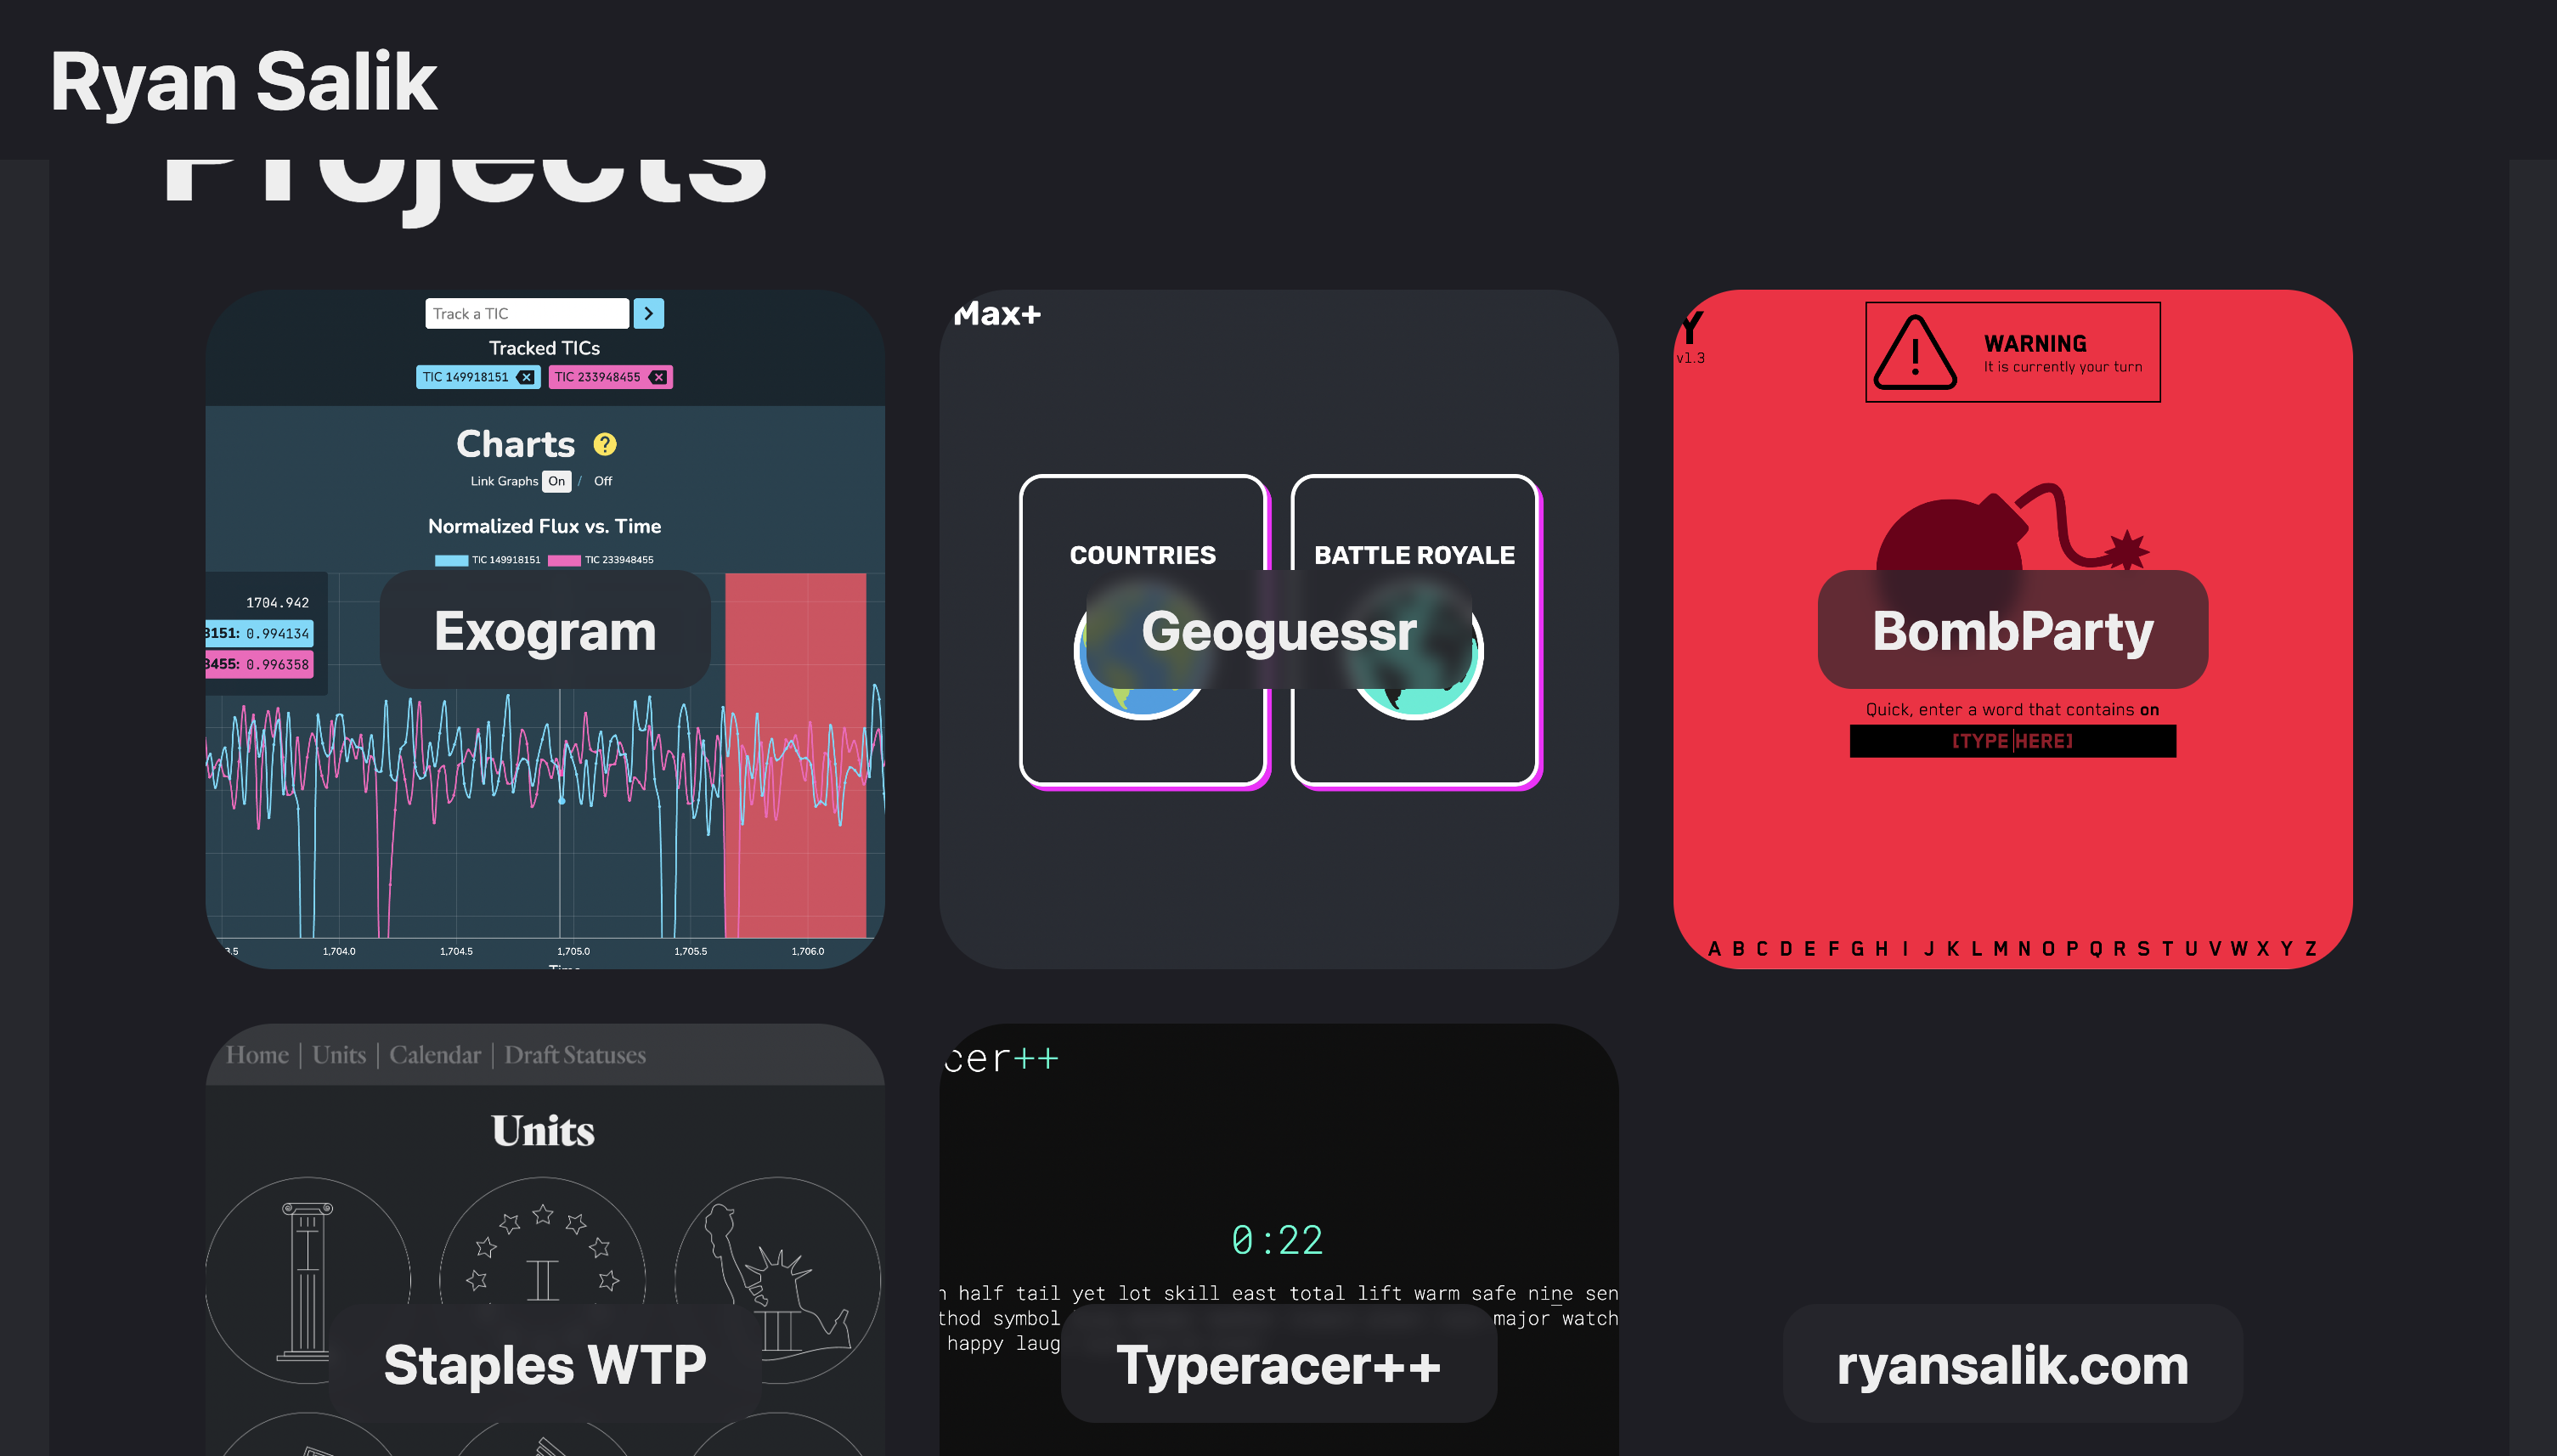 Ryan Salik
Projects
Track a TIC
Tracked TICs
TIC 149918151
TIC 233948455
Charts ?
Link Graphs On / Off
Normalized Flux vs. Time
TIC 149918151
TIC 233948455
1704.942
3151: 0.994134
3455: 0.996358
Exogram
3.5
1,704.0
1,704.5
1,705.0
1,705.5
1,706.0
Time
Max+
COUNTRIES
BATTLE ROYALE
Geoguessr
Y
v1.3
WARNING
It is currently your turn
BombParty
Quick, enter a word that contains on
[TYPE HERE]
A B C D E F G H I J K L M N O P Q R S T U V W X Y Z
Home | Units | Calendar | Draft Statuses
Units
I
II
III
Staples WTP
cer++
0:22
n half tail yet lot skill east total lift warm safe nine sen
thod symbol
major watch
happy laug
Typeracer++
ryansalik.com